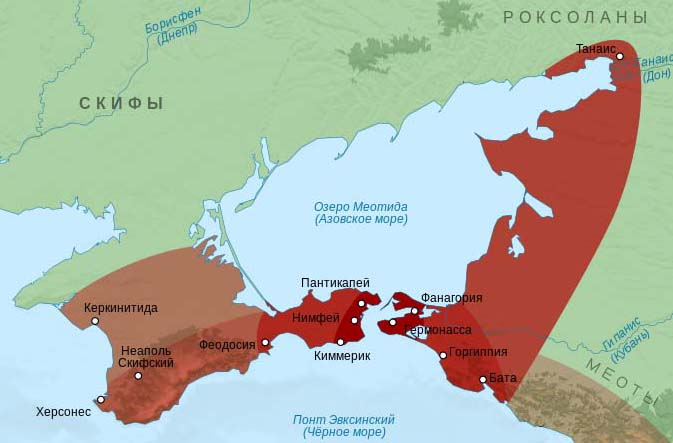 РОКСОЛАНЫ
Борисфен
(Днепр)
Танаис
Танаис
(Дон)
СКИФЫ
Озеро Меотида
(Азовское море)
Пантикапей
Фанагория
Керкинитида
Нимфей
Гермонасса
Гипанис
(Кубань)
Феодосия
Неаполь
Скифский
Киммерик
Горгиппия
Бата
МЕОТЫ
Херсонес
Понт Эвксинский
(Чёрное море)